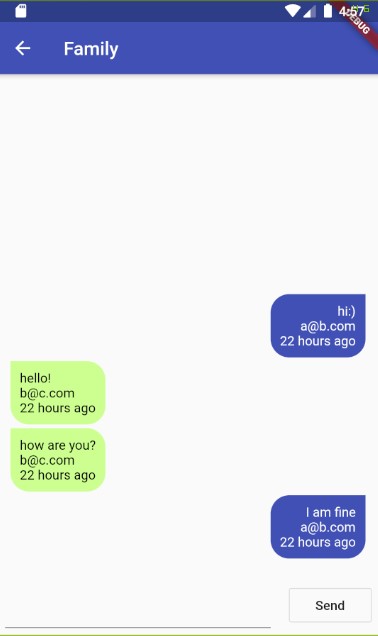 4:57
DEBUG
Family
hi:)
a@b.com
22 hours ago
hello!
b@c.com
22 hours ago
how are you?
b@c.com
22 hours ago
I am fine
a@b.com
22 hours ago
Send